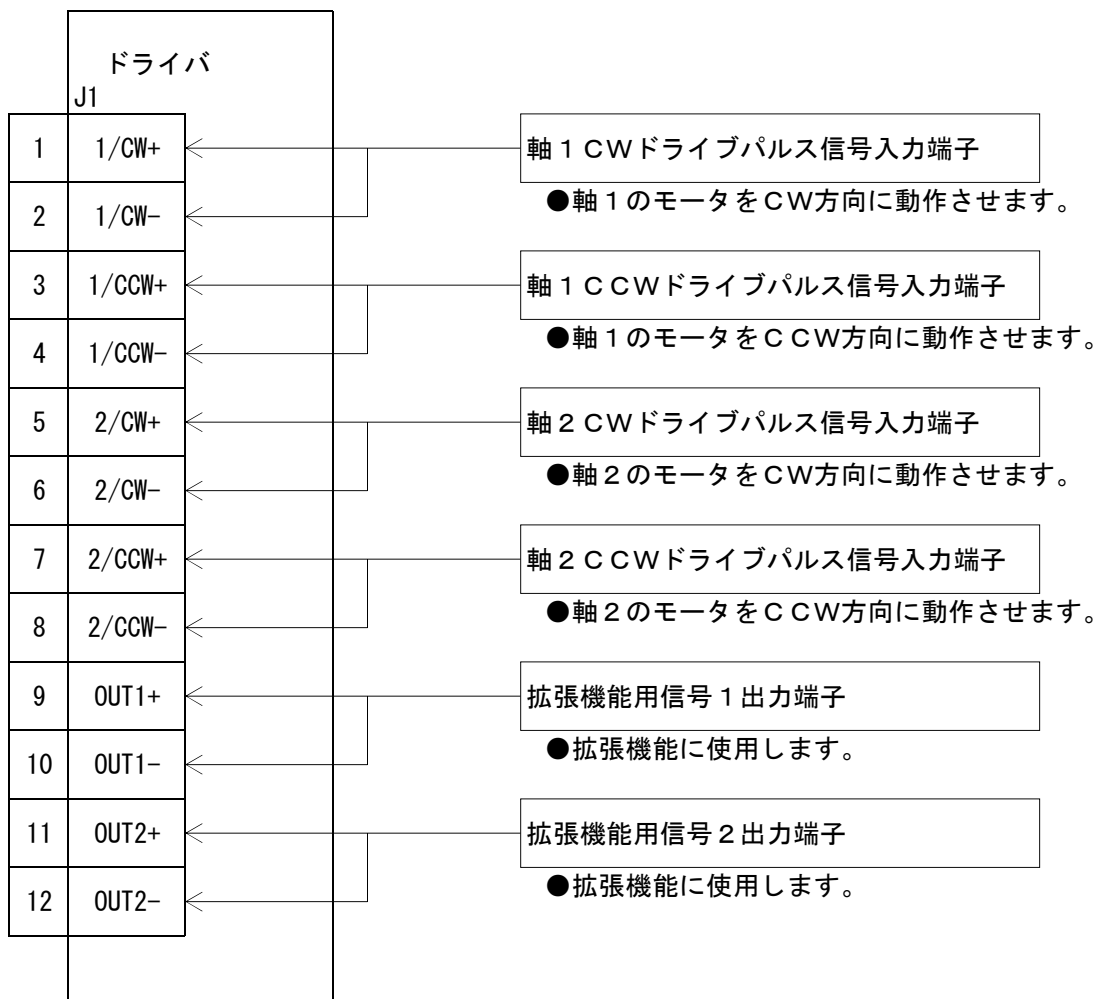 ドライバ
J1
1 1/CW+
軸1CWドライブパルス信号入力端子
●軸1のモータをCW方向に動作させます。
2 1/CW-
3 1/CCW+
軸1CCWドライブパルス信号入力端子
●軸1のモータをCCW方向に動作させます。
4 1/CCW-
5 2/CW+
軸2CWドライブパルス信号入力端子
●軸2のモータをCW方向に動作させます。
6 2/CW-
7 2/CCW+
軸2CCWドライブパルス信号入力端子
●軸2のモータをCCW方向に動作させます。
8 2/CCW-
9 OUT1+
拡張機能用信号1出力端子
●拡張機能に使用します。
10 OUT1-
11 OUT2+
拡張機能用信号2出力端子
●拡張機能に使用します。
12 OUT2-